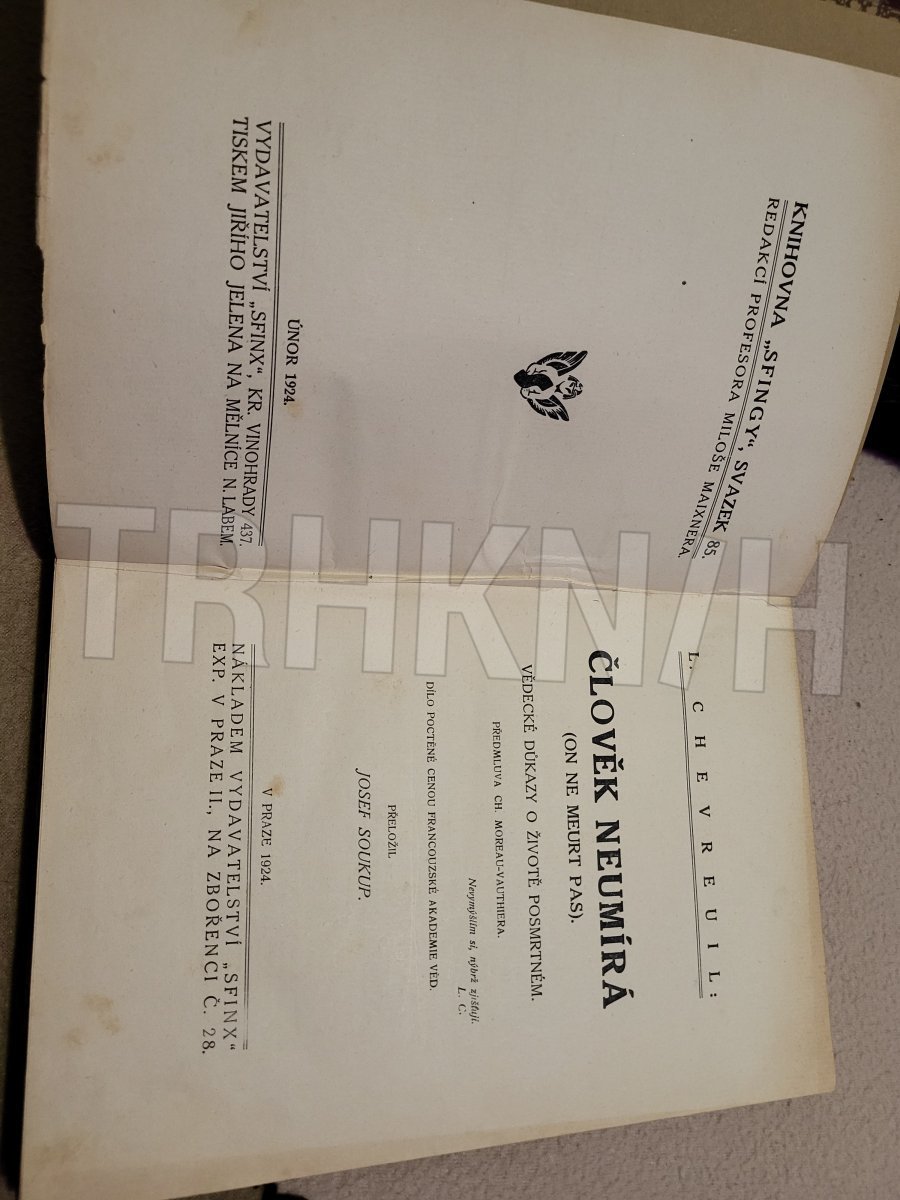 KNIHOVNA „SFINGY“, SVAZEK 85.
REDAKCÍ PROFESORA MILOŠE MAIXNERA.
ÚNOR 1924.
VYDAVATELSTVÍ „SFINX“, KR. VINOHRADY 437.
TISKEM JIŘÍHO JELENA NA MĚLNÍCE N. LABEM.
L. CHEVREUIL:
ČLOVĚK NEUMÍRÁ
(ON NE MEURT PAS).
VĚDECKÉ DŮKAZY O ŽIVOTĚ POSMRTNÉM.
PŘEDMLUVA CH. MOREAU-VAUTHIERA.
Nevymýšlím si, nýbrž zjišťuji.
L. C.
DÍLO POCTĚNÉ CENOU FRANCOUZSKÉ AKADEMIE VĚD.
PŘELOŽIL
JOSEF SOUKUP.
V PRAZE 1924.
NÁKLADEM VYDAVATELSTVÍ „SFINX“
EXP. V PRAZE II., NA ZBOŘENCI Č. 28.
TRHKNIH